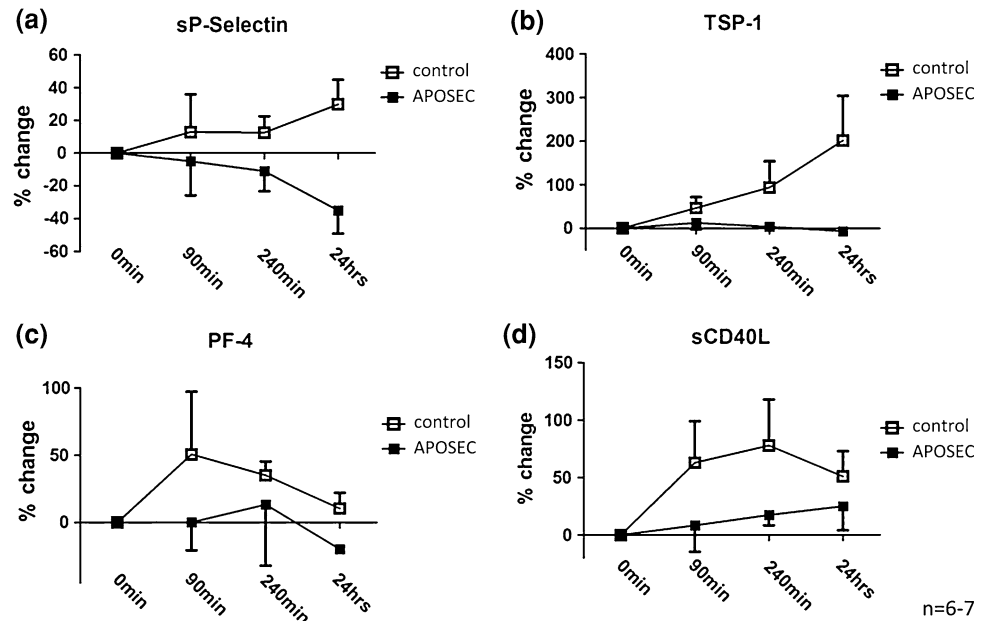 (a)
sP-Selectin
% change
60
40
20
0
-20
-40
-60
0min
90min
240min
24hrs
control
APOSEC
(b)
TSP-1
% change
400
300
200
100
0
0min
90min
240min
24hrs
control
APOSEC
(c)
PF-4
% change
100
50
0
0min
90min
240min
24hrs
control
APOSEC
(d)
sCD40L
% change
150
100
50
0
0min
90min
240min
24hrs
control
APOSEC
n=6-7